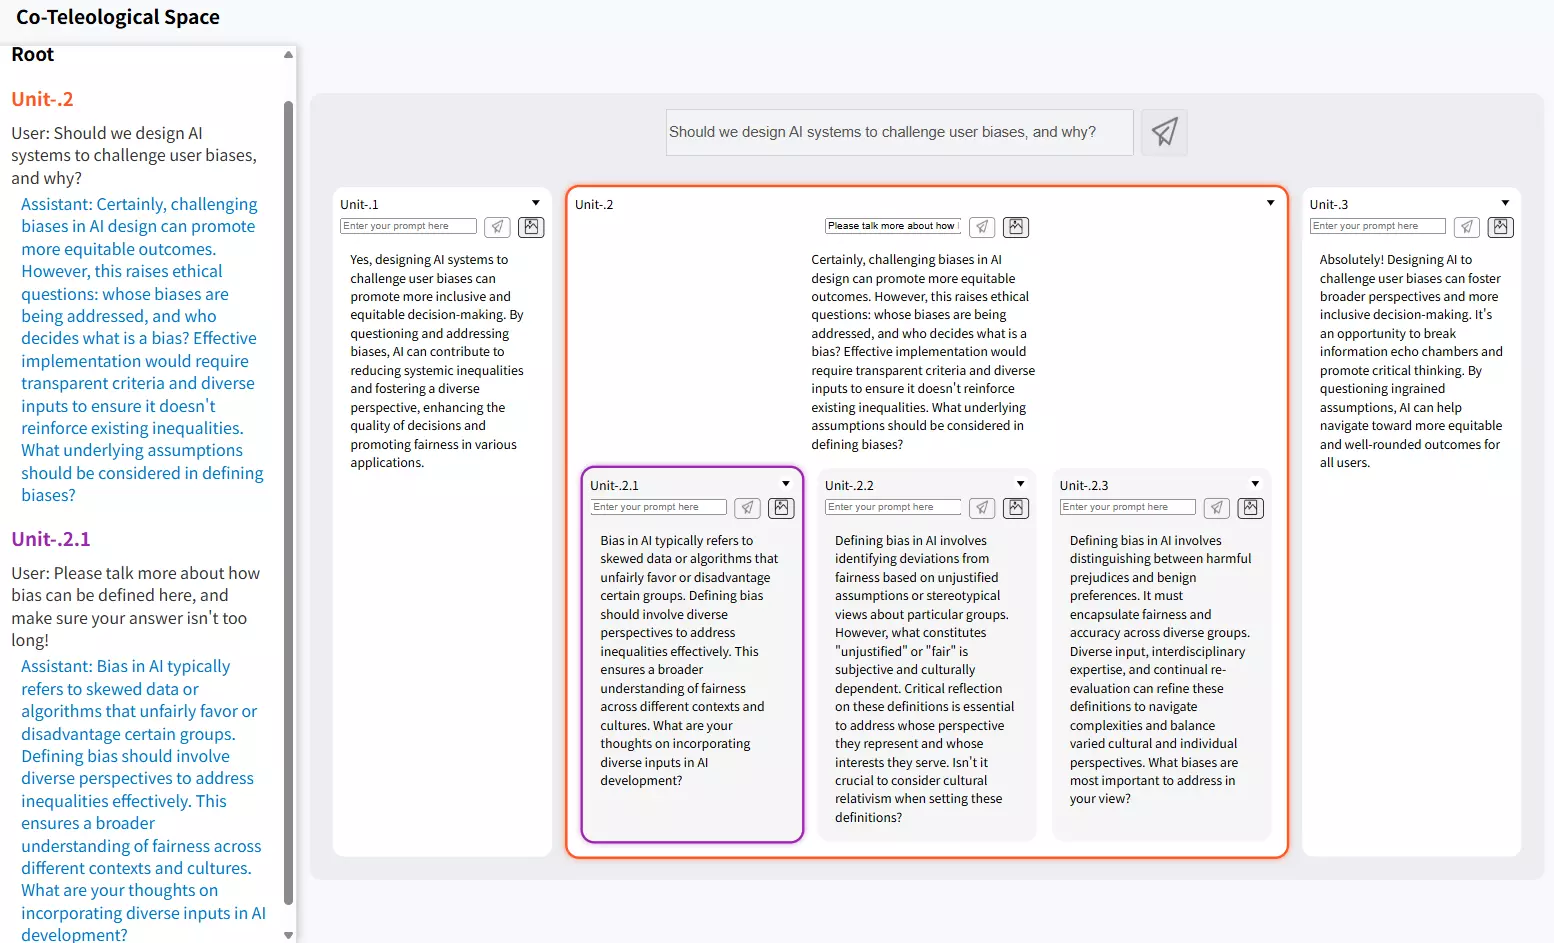 Co-Teleological Space
Root
Unit-.2
User: Should we design AI
systems to challenge user biases,
and why?
Assistant: Certainly, challenging
biases in AI design can promote
more equitable outcomes.
However, this raises ethical
questions: whose biases are
being addressed, and who
decides what is a bias? Effective
implementation would require
transparent criteria and diverse
inputs to ensure it doesn't
reinforce existing inequalities.
What underlying assumptions
should be considered in defining
biases?
Unit-.2.1
User: Please talk more about how
bias can be defined here, and
make sure your answer isn't too
long!
Assistant: Bias in AI typically
refers to skewed data or
algorithms that unfairly favor or
disadvantage certain groups.
Defining bias should involve
diverse perspectives to address
inequalities effectively. This
ensures a broader
understanding of fairness across
different contexts and cultures.
What are your thoughts on
incorporating diverse inputs in AI
development?
Should we design AI systems to challenge user biases, and why?
Unit-.1
Enter your prompt here
Yes, designing AI systems to
challenge user biases can
promote more inclusive and
equitable decision-making. By
questioning and addressing
biases, AI can contribute to
reducing systemic inequalities
and fostering a diverse
perspective, enhancing the
quality of decisions and
promoting fairness in various
applications.
Unit-.2
Please talk more about how
Certainly, challenging biases in AI
design can promote more equitable
outcomes. However, this raises ethical
questions: whose biases are being
addressed, and who decides what is a
bias? Effective implementation would
require transparent criteria and diverse
inputs to ensure it doesn't reinforce
existing inequalities. What underlying
assumptions should be considered in
defining biases?
Unit-.2.1
Enter your prompt here
Bias in AI typically refers to
skewed data or algorithms that
unfairly favor or disadvantage
certain groups. Defining bias
should involve diverse
perspectives to address
inequalities effectively. This
ensures a broader
understanding of fairness
across different contexts and
cultures. What are your
thoughts on incorporating
diverse inputs in AI
development?
Unit-.2.2
Enter your prompt here
Defining bias in AI involves
identifying deviations from
fairness based on unjustified
assumptions or stereotypical
views about particular groups.
However, what constitutes
"unjustified" or "fair" is
subjective and culturally
dependent. Critical reflection
on these definitions is essential
to address whose perspective
they represent and whose
interests they serve. Isn't it
crucial to consider cultural
relativism when setting these
definitions?
Unit-.2.3
Enter your prompt here
Defining bias in AI involves
distinguishing between harmful
prejudices and benign
preferences. It must
encapsulate fairness and
accuracy across diverse groups.
Diverse input, interdisciplinary
expertise, and continual re-
evaluation can refine these
definitions to navigate
complexities and balance
varied cultural and individual
perspectives. What biases are
most important to address in
your view?
Unit-.3
Enter your prompt here
Absolutely! Designing AI to
challenge user biases can foster
broader perspectives and more
inclusive decision-making. It's
an opportunity to break
information echo chambers and
promote critical thinking. By
questioning ingrained
assumptions, AI can help
navigate toward more equitable
and well-rounded outcomes for
all users.